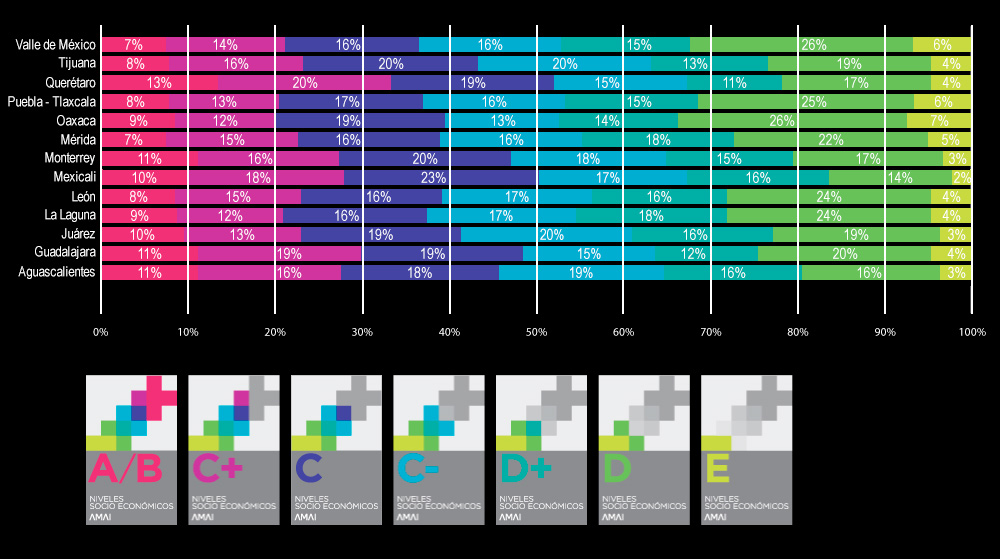 Valle de México 7% 14% 16% 16% 15% 26% 6%
Tijuana 8% 16% 20% 20% 13% 19% 4%
Querétaro 13% 20% 19% 15% 11% 17% 4%
Puebla - Tlaxcala 8% 13% 17% 16% 15% 25% 6%
Oaxaca 9% 12% 19% 13% 14% 26% 7%
Mérida 7% 15% 16% 16% 18% 22% 5%
Monterrey 11% 16% 20% 18% 15% 17% 3%
Mexicali 10% 18% 23% 17% 16% 14% 2%
León 8% 15% 16% 17% 16% 24% 4%
La Laguna 9% 12% 16% 17% 18% 24% 4%
Juárez 10% 13% 19% 20% 16% 19% 3%
Guadalajara 11% 19% 19% 15% 12% 20% 4%
Aguascalientes 11% 16% 18% 19% 16% 16% 3%
0% 10% 20% 30% 40% 50% 60% 70% 80% 90% 100%
A/B
NIVELES
SOCIO ECONÓMICOS
AMAI
C+
NIVELES
SOCIO ECONÓMICOS
AMAI
C
NIVELES
SOCIO ECONÓMICOS
AMAI
C-
NIVELES
SOCIO ECONÓMICOS
AMAI
D+
NIVELES
SOCIO ECONÓMICOS
AMAI
D
NIVELES
SOCIO ECONÓMICOS
AMAI
E
NIVELES
SOCIO ECONÓMICOS
AMAI